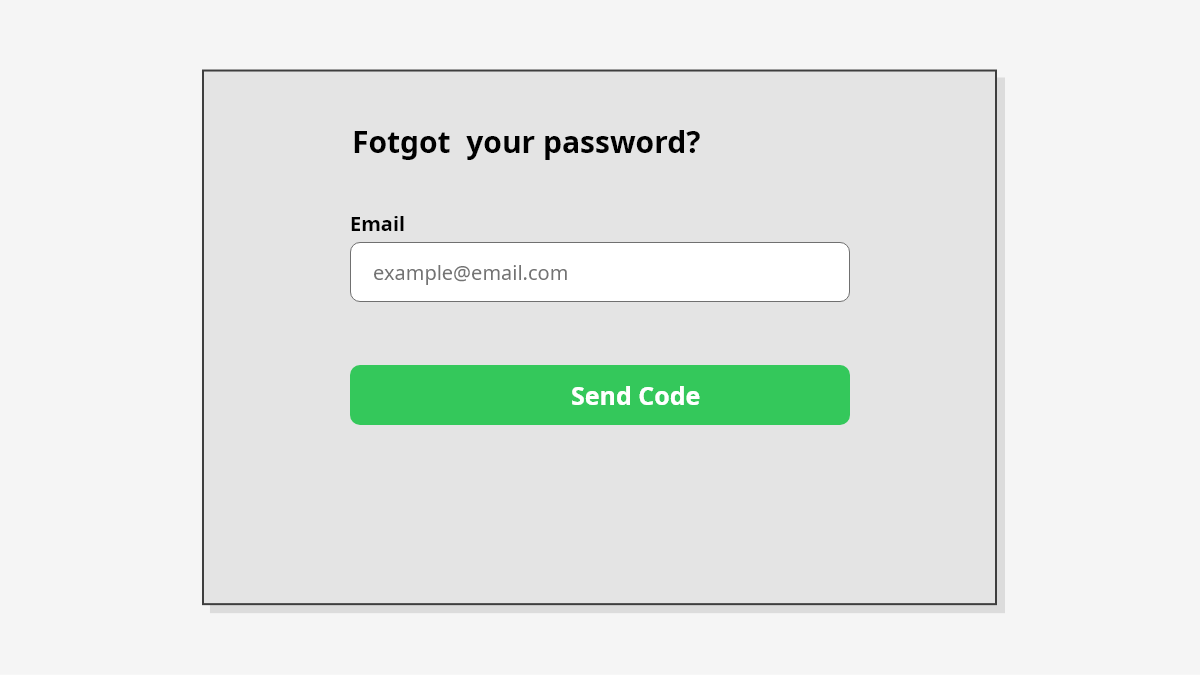 Fotgot  your password?
Email
example@email.com
Send Code